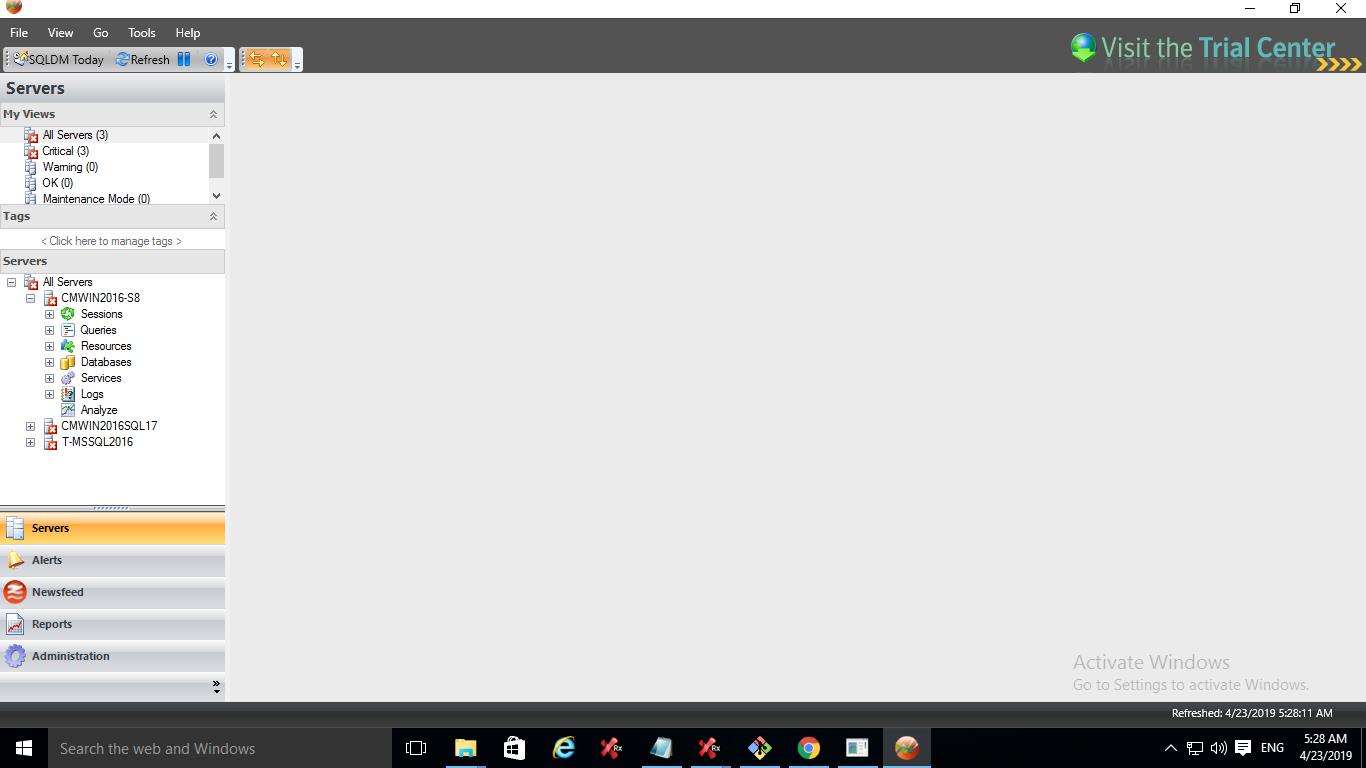 File View Go Tools Help
SQLDM Today Refresh
Visit the Trial Center
Servers
My Views
All Servers (3)
Critical (3)
Warning (0)
OK (0)
Maintenance Mode (0)
Tags
< Click here to manage tags >
Servers
All Servers
CMWIN2016-S8
Sessions
Queries
Resources
Databases
Services
Logs
Analyze
CMWIN2016SQL17
T-MSSQL2016
Servers
Alerts
Newsfeed
Reports
Administration
Activate Windows
Go to Settings to activate Windows.
Refreshed: 4/23/2019 5:28:11 AM
Search the web and Windows
Rx
Rx
ENG
5:28 AM
4/23/2019